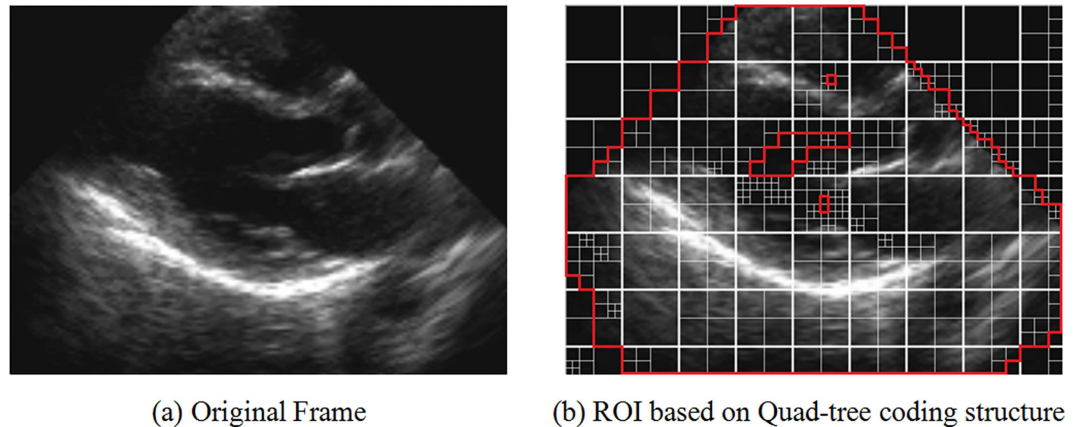 (a) Original Frame
(b) ROI based on Quad-tree coding structure